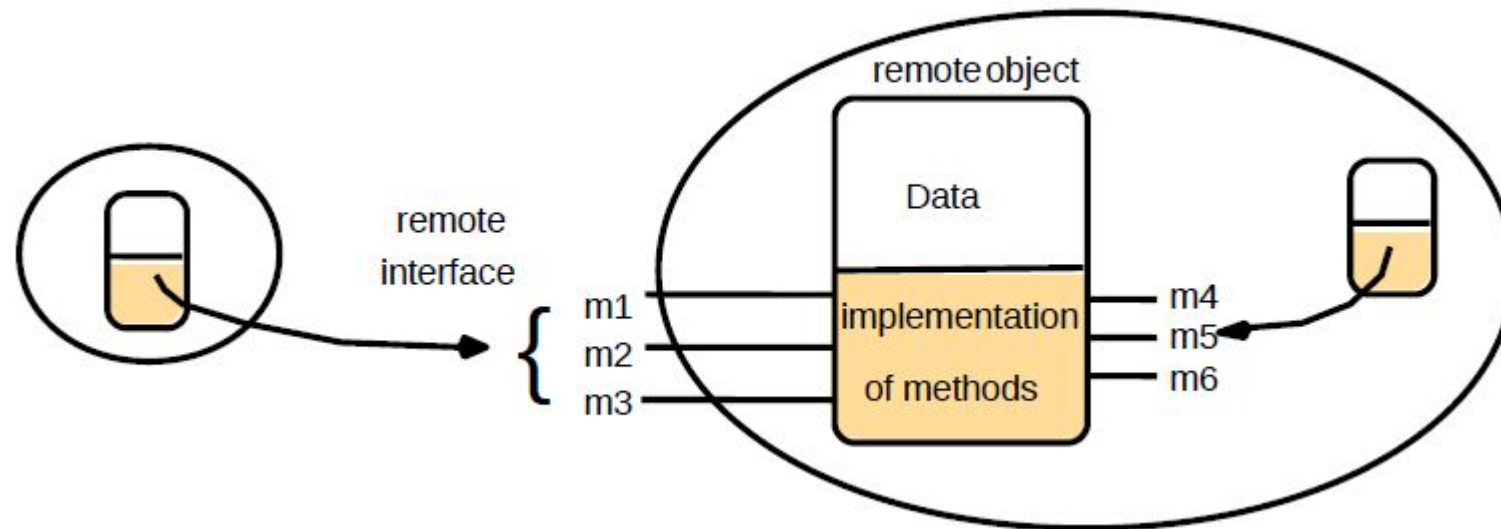 remote object
Data
remote
interface
{
m1
m2
m3
implementation
of methods
m4
m5
m6